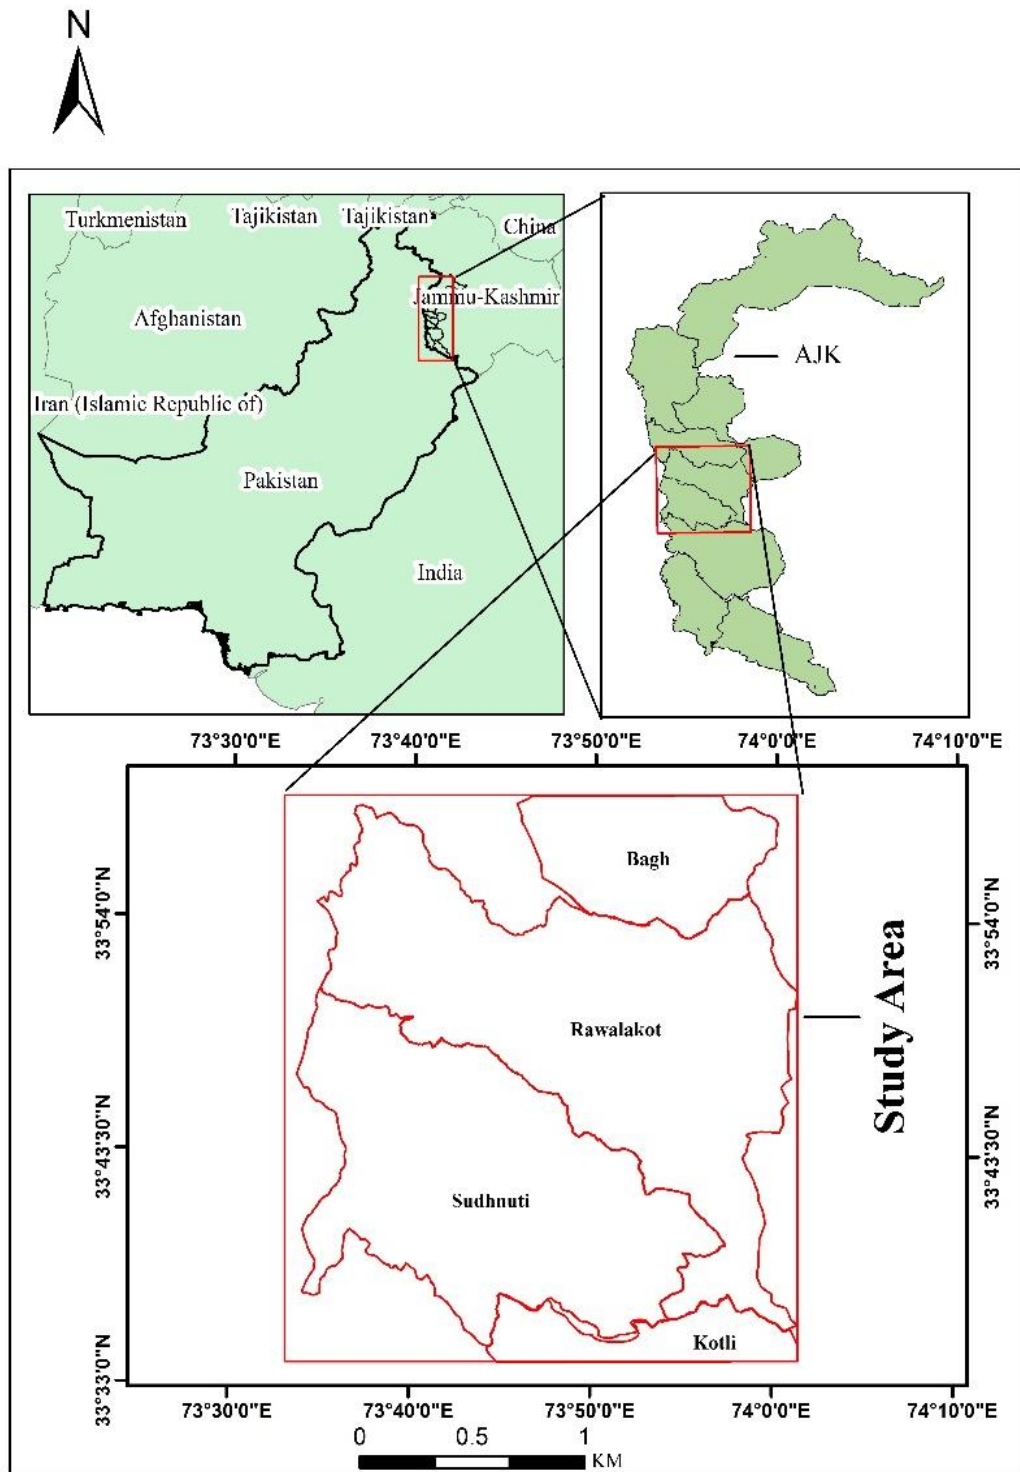 N
Turkmenistan
Tajikistan
Tajikistan
China
Jammu-Kashmir
Afghanistan
Iran (Islamic Republic of)
Pakistan
India
AJK
73°30'0"E
73°40'0"E
73°50'0"E
74°0'0"E
74°10'0"E
33°54'0"N
33°43'30"N
33°33'0"N
Bagh
Rawalakot
Sudhnuti
Kotli
Study Area
33°54'0"N
33°43'30"N
33°33'0"N
73°30'0"E
73°40'0"E
73°50'0"E
74°0'0"E
74°10'0"E
0
0.5
1
KM